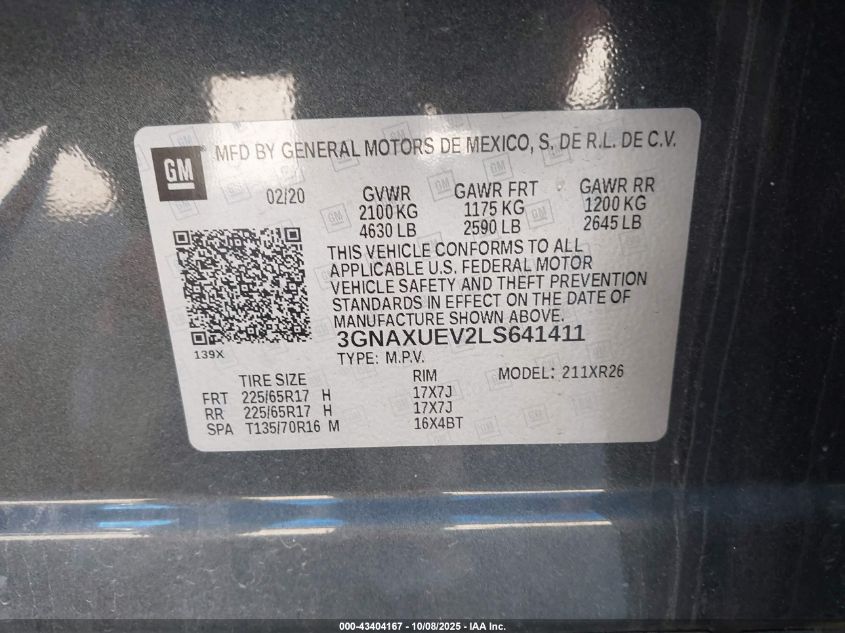 GM
MFD BY GENERAL MOTORS DE MEXICO, S. DE R.L. DE C.V.
02/20 GVWR GAWR FRT GAWR RR
2100 KG 1175 KG 1200 KG
4630 LB 2590 LB 2645 LB
THIS VEHICLE CONFORMS TO ALL
APPLICABLE U.S. FEDERAL MOTOR
VEHICLE SAFETY AND THEFT PREVENTION
STANDARDS IN EFFECT ON THE DATE OF
MANUFACTURE SHOWN ABOVE.
139X
3GNAXUEV2LS641411
TYPE: M.P.V.
TIRE SIZE RIM MODEL: 211XR26
FRT 225/65R17 H 17X7J
RR 225/65R17 H 17X7J
SPA T135/70R16 M 16X4BT
000-43404167 - 10/08/2025 - IAA Inc.